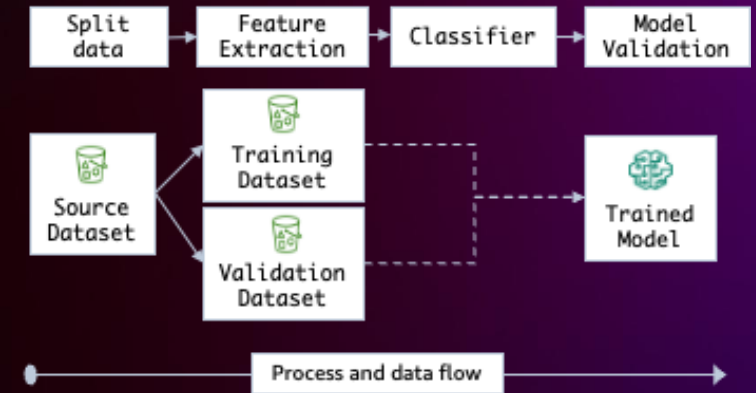 Split
data
Feature
Extraction
Classifier
Model
Validation
Source
Dataset
Training
Dataset
Validation
Dataset
Trained
Model
Process and data flow